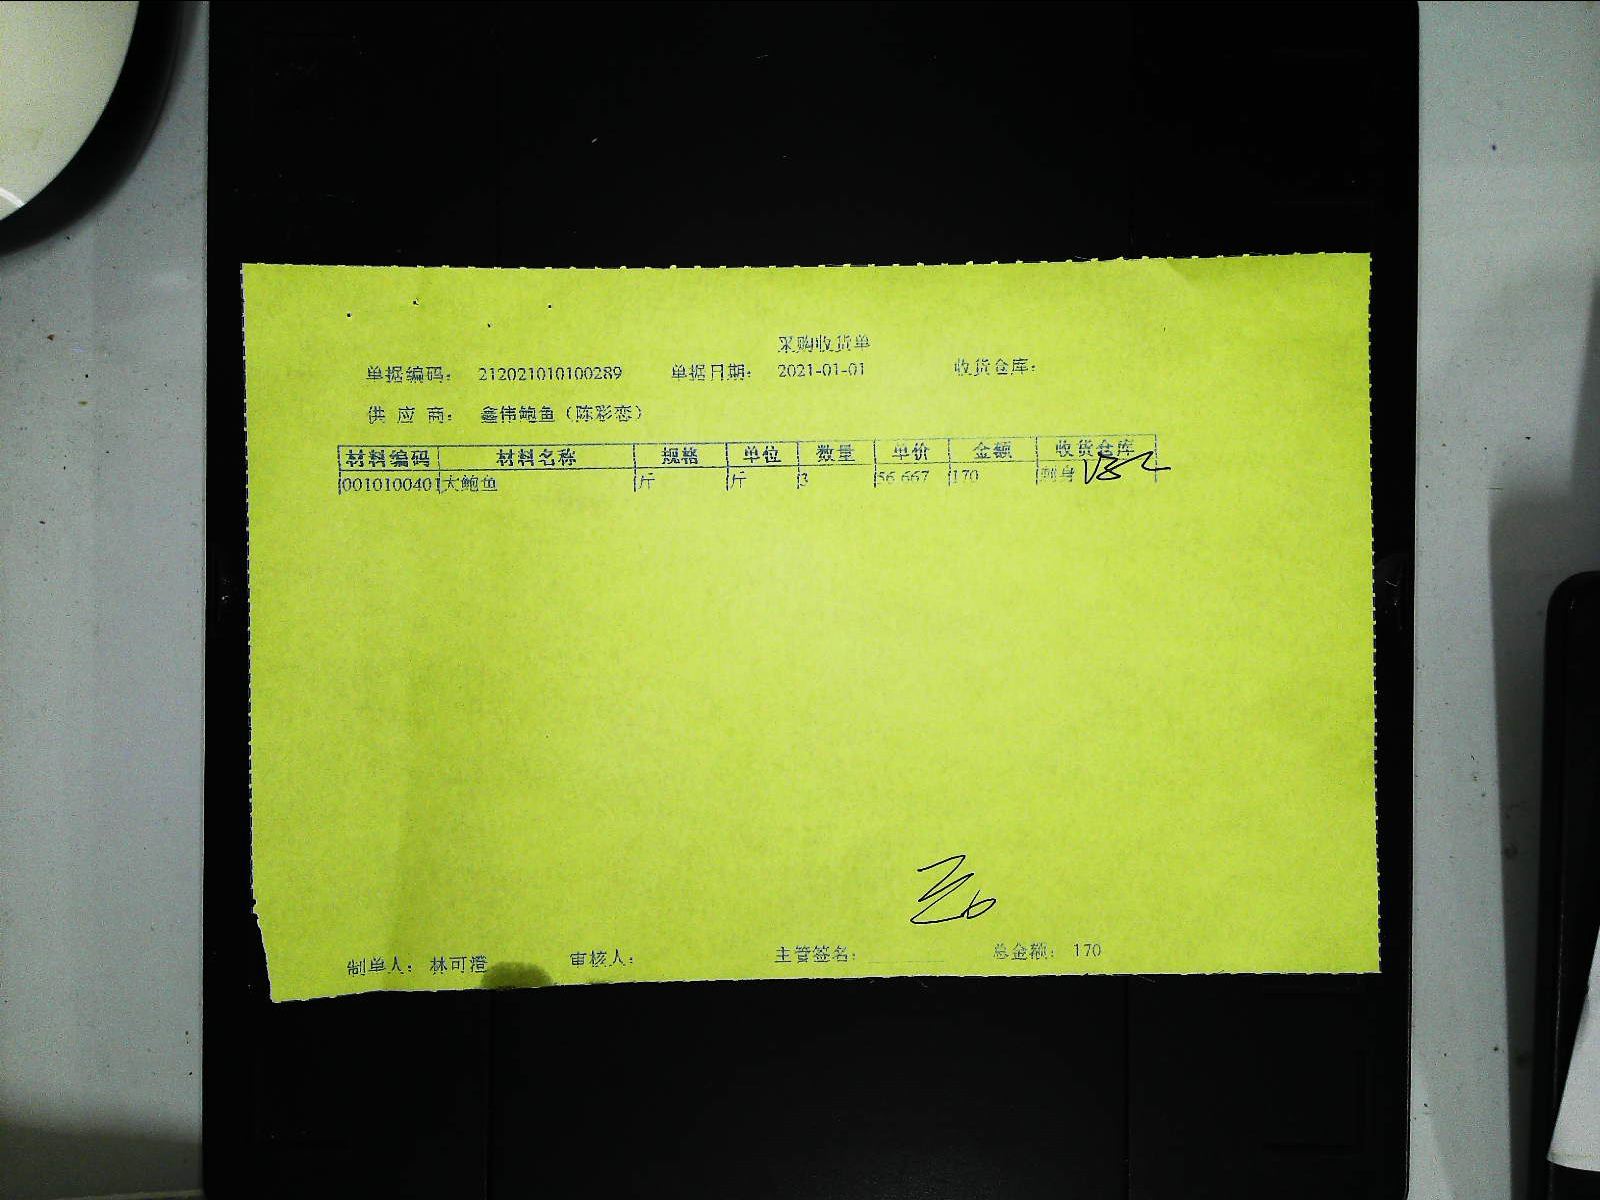 采购收货单
单据编码： 212021010100289 单据日期： 2021-01-01 收货仓库：
供 应 商： 鑫伟鲍鱼（陈彩恋）
材料编码 材料名称 规格 单位 数量 单价 金额 收货仓库
0010100401 大鲍鱼 斤 斤 3 56.667 170 刺身
制单人： 林可澄 审核人： 主管签名： 总金额： 170